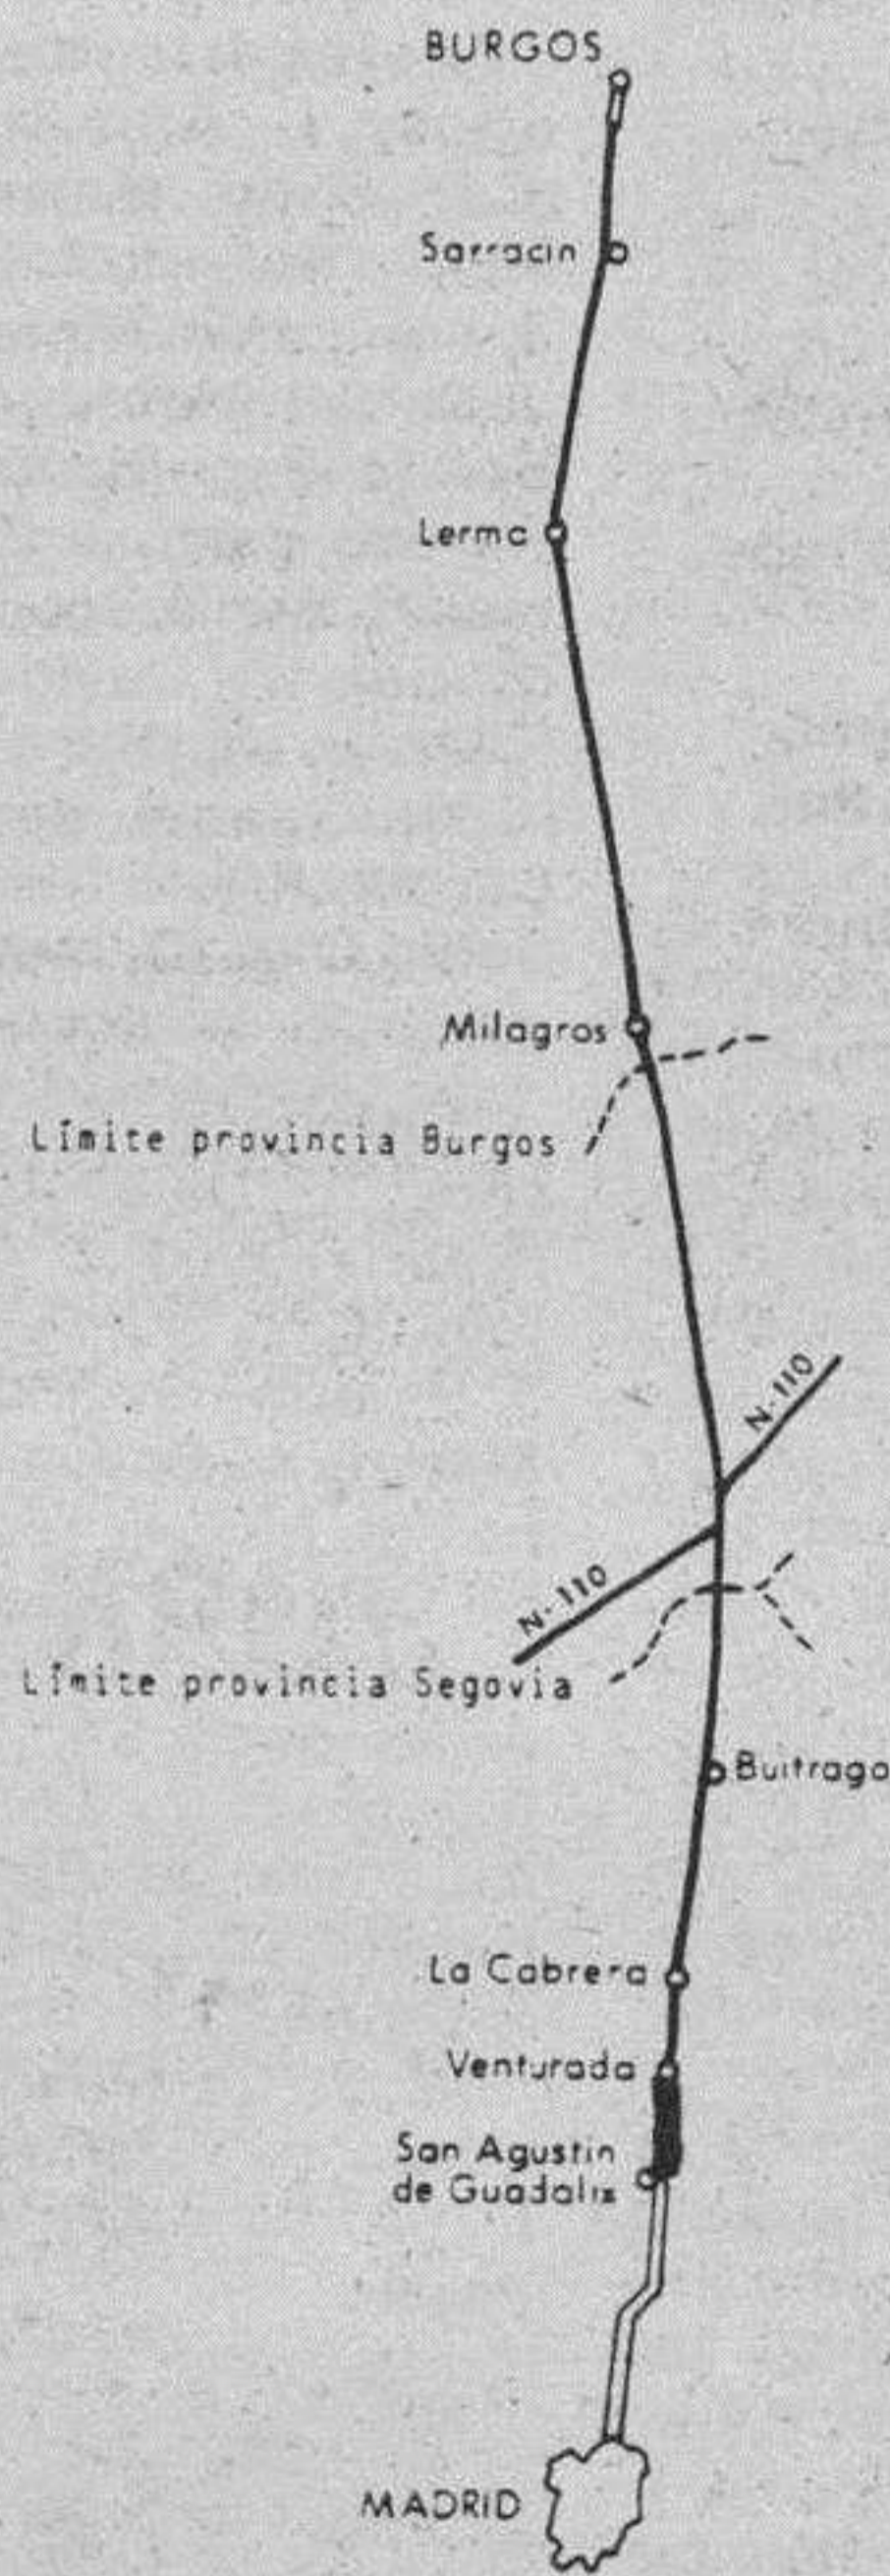 BURGOS
Sarracin
Lerma
Milagros
Límite provincia Burgos
N-110
N-110
Límite provincia Segovia
Buitrago
La Cabrera
Venturada
San Agustin
de Guadalix
MADRID